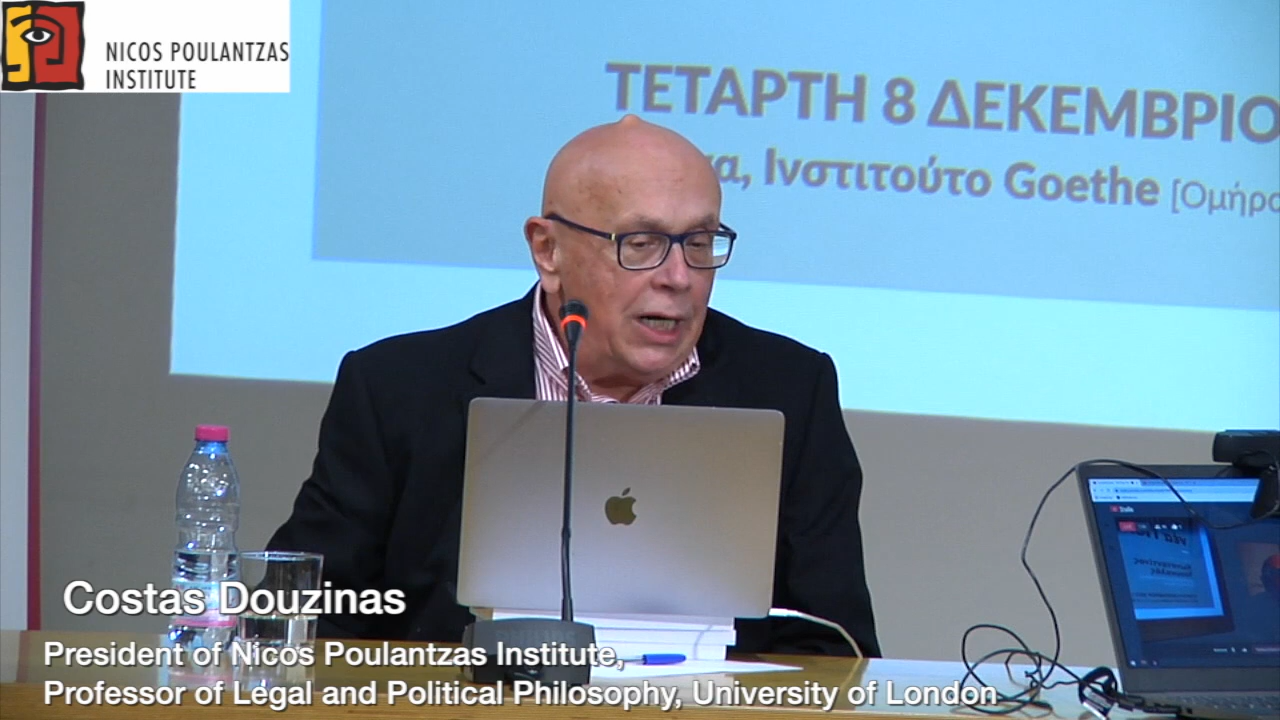 NICOS POULANTZAS
INSTITUTE
ΤΕΤΑΡΤΗ 8 ΔΕΚΕΜΒΡΙΟ
να, Ινστιτούτο Goethe [Ομήρο
Costas Douzinas
President of Nicos Poulantzas Institute,
Professor of Legal and Political Philosophy, University of London